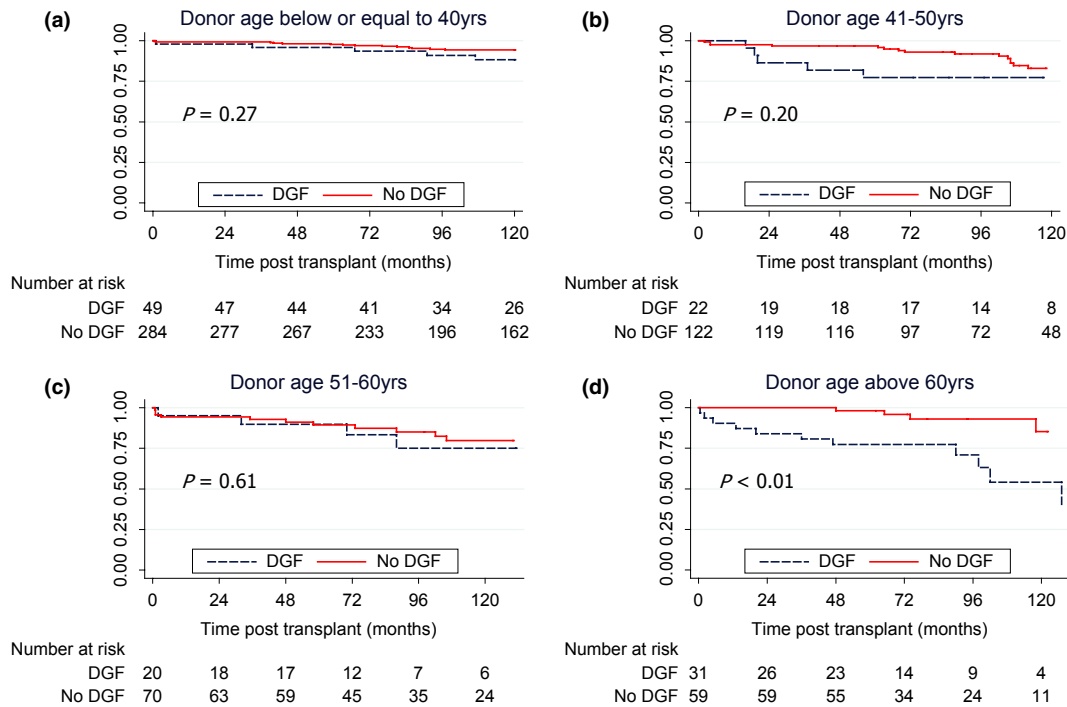 (a) Donor age below or equal to 40yrs
1.00
0.75
0.50
0.25
0.00
P = 0.27
DGF No DGF
0 24 48 72 96 120
Time post transplant (months)
Number at risk
DGF 49 47 44 41 34 26
No DGF 284 277 267 233 196 162
(b) Donor age 41-50yrs
1.00
0.75
0.50
0.25
0.00
P = 0.20
DGF No DGF
0 24 48 72 96 120
Time post transplant (months)
Number at risk
DGF 22 19 18 17 14 8
No DGF 122 119 116 97 72 48
(c) Donor age 51-60yrs
1.00
0.75
0.50
0.25
0.00
P = 0.61
DGF No DGF
0 24 48 72 96 120
Time post transplant (months)
Number at risk
DGF 20 18 17 12 7 6
No DGF 70 63 59 45 35 24
(d) Donor age above 60yrs
1.00
0.75
0.50
0.25
0.00
P < 0.01
DGF No DGF
0 24 48 72 96 120
Time post transplant (months)
Number at risk
DGF 31 26 23 14 9 4
No DGF 59 59 55 34 24 11